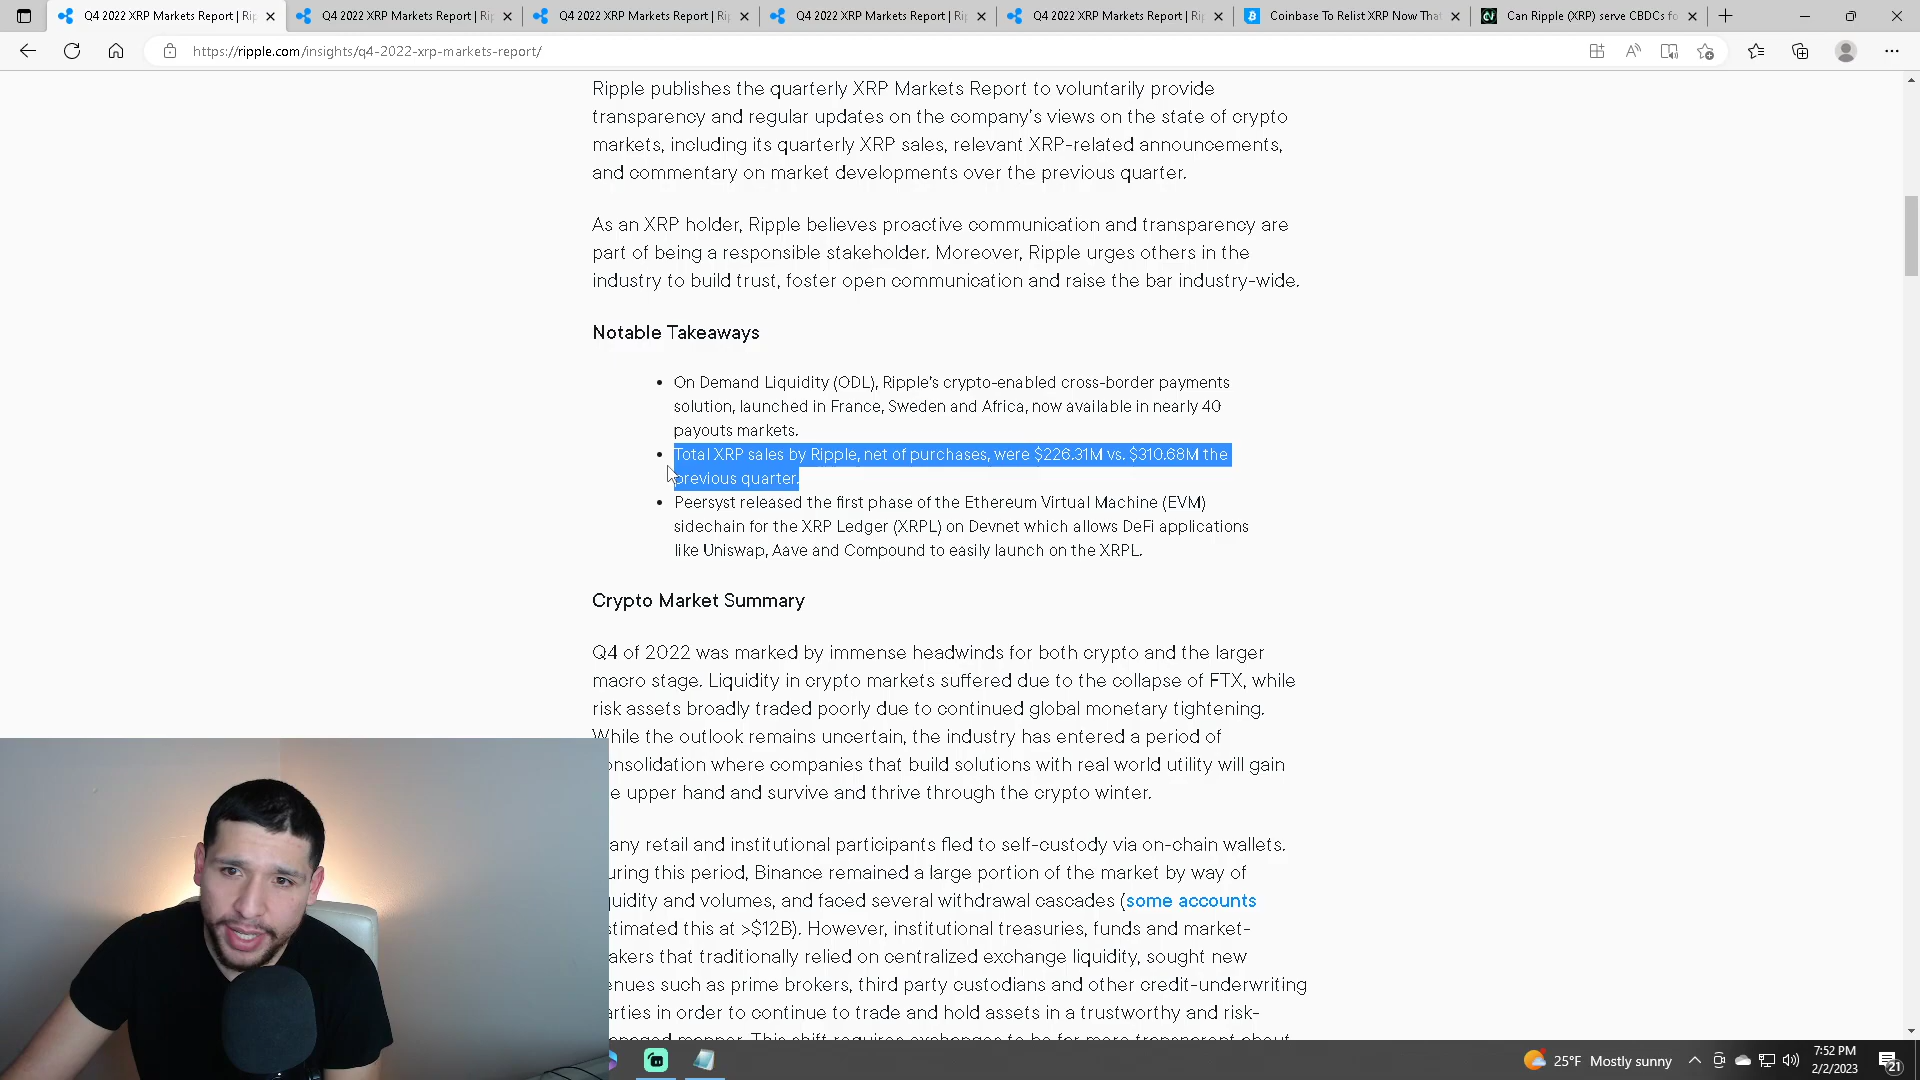 Q4 2022 XRP Markets Report | Ri
Q4 2022 XRP Markets Report | Rip
Q4 2022 XRP Markets Report | Ri
Q4 2022 XRP Markets Report | Rip
Q4 2022 XRP Markets Report | Ri
Coinbase To Relist XRP Now Tha
Can Ripple (XRP) serve CBDCs fo
https://ripple.com/insights/q4-2022-xrp-markets-report/
Ripple publishes the quarterly XRP Markets Report to voluntarily provide
transparency and regular updates on the company's views on the state of crypto
markets, including its quarterly XRP sales, relevant XRP-related announcements,
and commentary on market developments over the previous quarter.
As an XRP holder, Ripple believes proactive communication and transparency are
part of being a responsible stakeholder. Moreover, Ripple urges others in the
industry to build trust, foster open communication and raise the bar industry-wide.
Notable Takeaways
• On Demand Liquidity (ODL), Ripple's crypto-enabled cross-border payments
solution, launched in France, Sweden and Africa, now available in nearly 40
payouts markets.
• Total XRP sales by Ripple, net of purchases, were $226.31M vs. $310.68M the
previous quarter.
• Peersyst released the first phase of the Ethereum Virtual Machine (EVM)
sidechain for the XRP Ledger (XRPL) on Devnet which allows DeFi applications
like Uniswap, Aave and Compound to easily launch on the XRPL.
Crypto Market Summary
Q4 of 2022 was marked by immense headwinds for both crypto and the larger
macro stage. Liquidity in crypto markets suffered due to the collapse of FTX, while
risk assets broadly traded poorly due to continued global monetary tightening.
While the outlook remains uncertain, the industry has entered a period of
onsolidation where companies that build solutions with real world utility will gain
e upper hand and survive and thrive through the crypto winter.
any retail and institutional participants fled to self-custody via on-chain wallets.
uring this period, Binance remained a large portion of the market by way of
quidity and volumes, and faced several withdrawal cascades (some accounts
stimated this at >$12B). However, institutional treasuries, funds and market-
akers that traditionally relied on centralized exchange liquidity, sought new
enues such as prime brokers, third party custodians and other credit-underwriting
arties in order to continue to trade and hold assets in a trustworthy and risk-
managed manner. This shift requires exchanges to be far more transparent about
25°F Mostly sunny
7:52 PM
2/2/2023
21